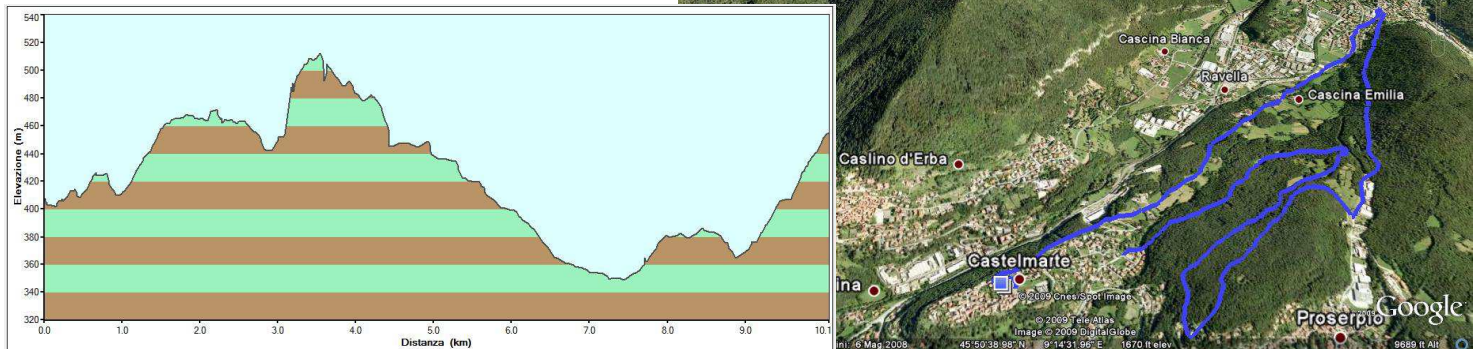 540
520
500
480
460
440
420
400
380
360
340
320
Elevazione (m)
0.0 1.0 2.0 3.0 4.0 5.0 6.0 7.0 8.0 9.0 10.1
Distanza (km)
Cascina Bianca
Ravella
Cascina Emilia
Caslino d'Erba
Castelmarte
ina
© 2009 Cnes/Spot Image
© 2009 Tele Atlas
Image © 2009 DigitalGlobe
Proserpio
2009 Google
ini: 6 Mag 2008 45°50'38.98" N 9°14'31.96" E 1670 ft elev 9689 ft Alt